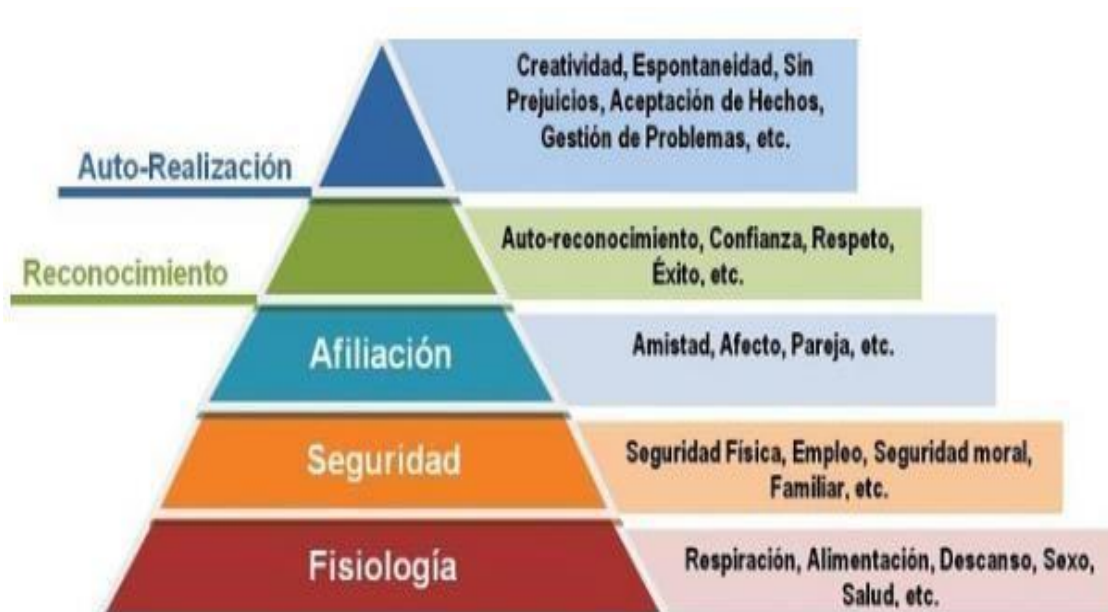 Creatividad, Espontaneidad, Sin
Prejuicios, Aceptación de Hechos,
Gestión de Problemas, etc.
Auto-Realización
Auto-reconocimiento, Confianza, Respeto,
Éxito, etc.
Reconocimiento
Afiliación
Amistad, Afecto, Pareja, etc.
Seguridad
Seguridad Física, Empleo, Seguridad moral,
Familiar, etc.
Fisiología
Respiración, Alimentación, Descanso, Sexo,
Salud, etc.